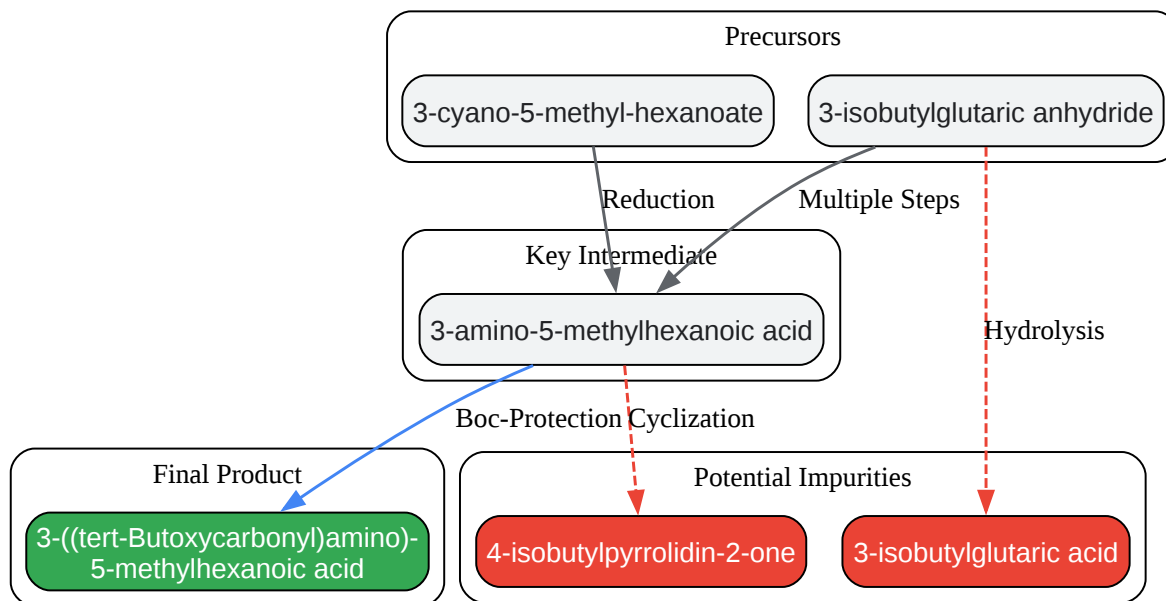 Precursors
3-cyano-5-methyl-hexanoate
3-isobutylglutaric anhydride
Reduction
Multiple Steps
Key Intermediate
3-amino-5-methylhexanoic acid
Hydrolysis
Boc-Protection
Cyclization
Final Product
Potential Impurities
3-((tert-Butoxycarbonyl)amino)-
5-methylhexanoic acid
4-isobutylpyrrolidin-2-one
3-isobutylglutaric acid